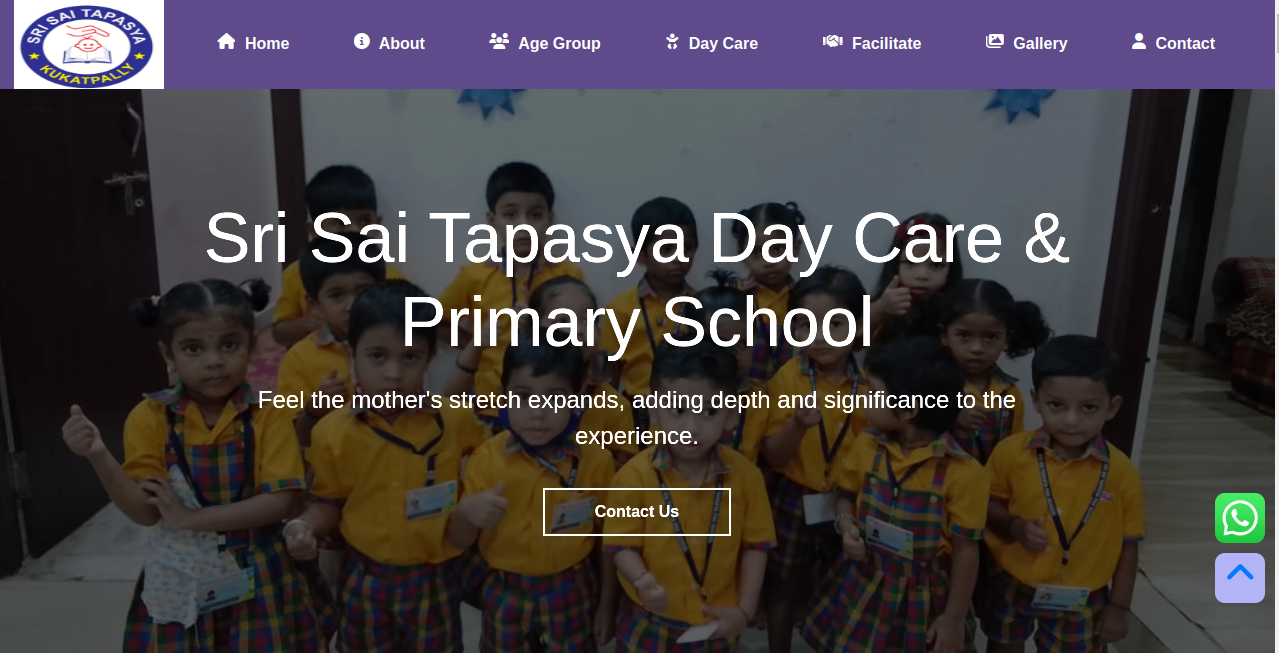 SRI SAI TAPASYA
KUKATPALLY
Home
About
Age Group
Day Care
Facilitate
Gallery
Contact
Sri Sai Tapasya Day Care &
Primary School
Feel the mother's stretch expands, adding depth and significance to the
experience.
Contact Us